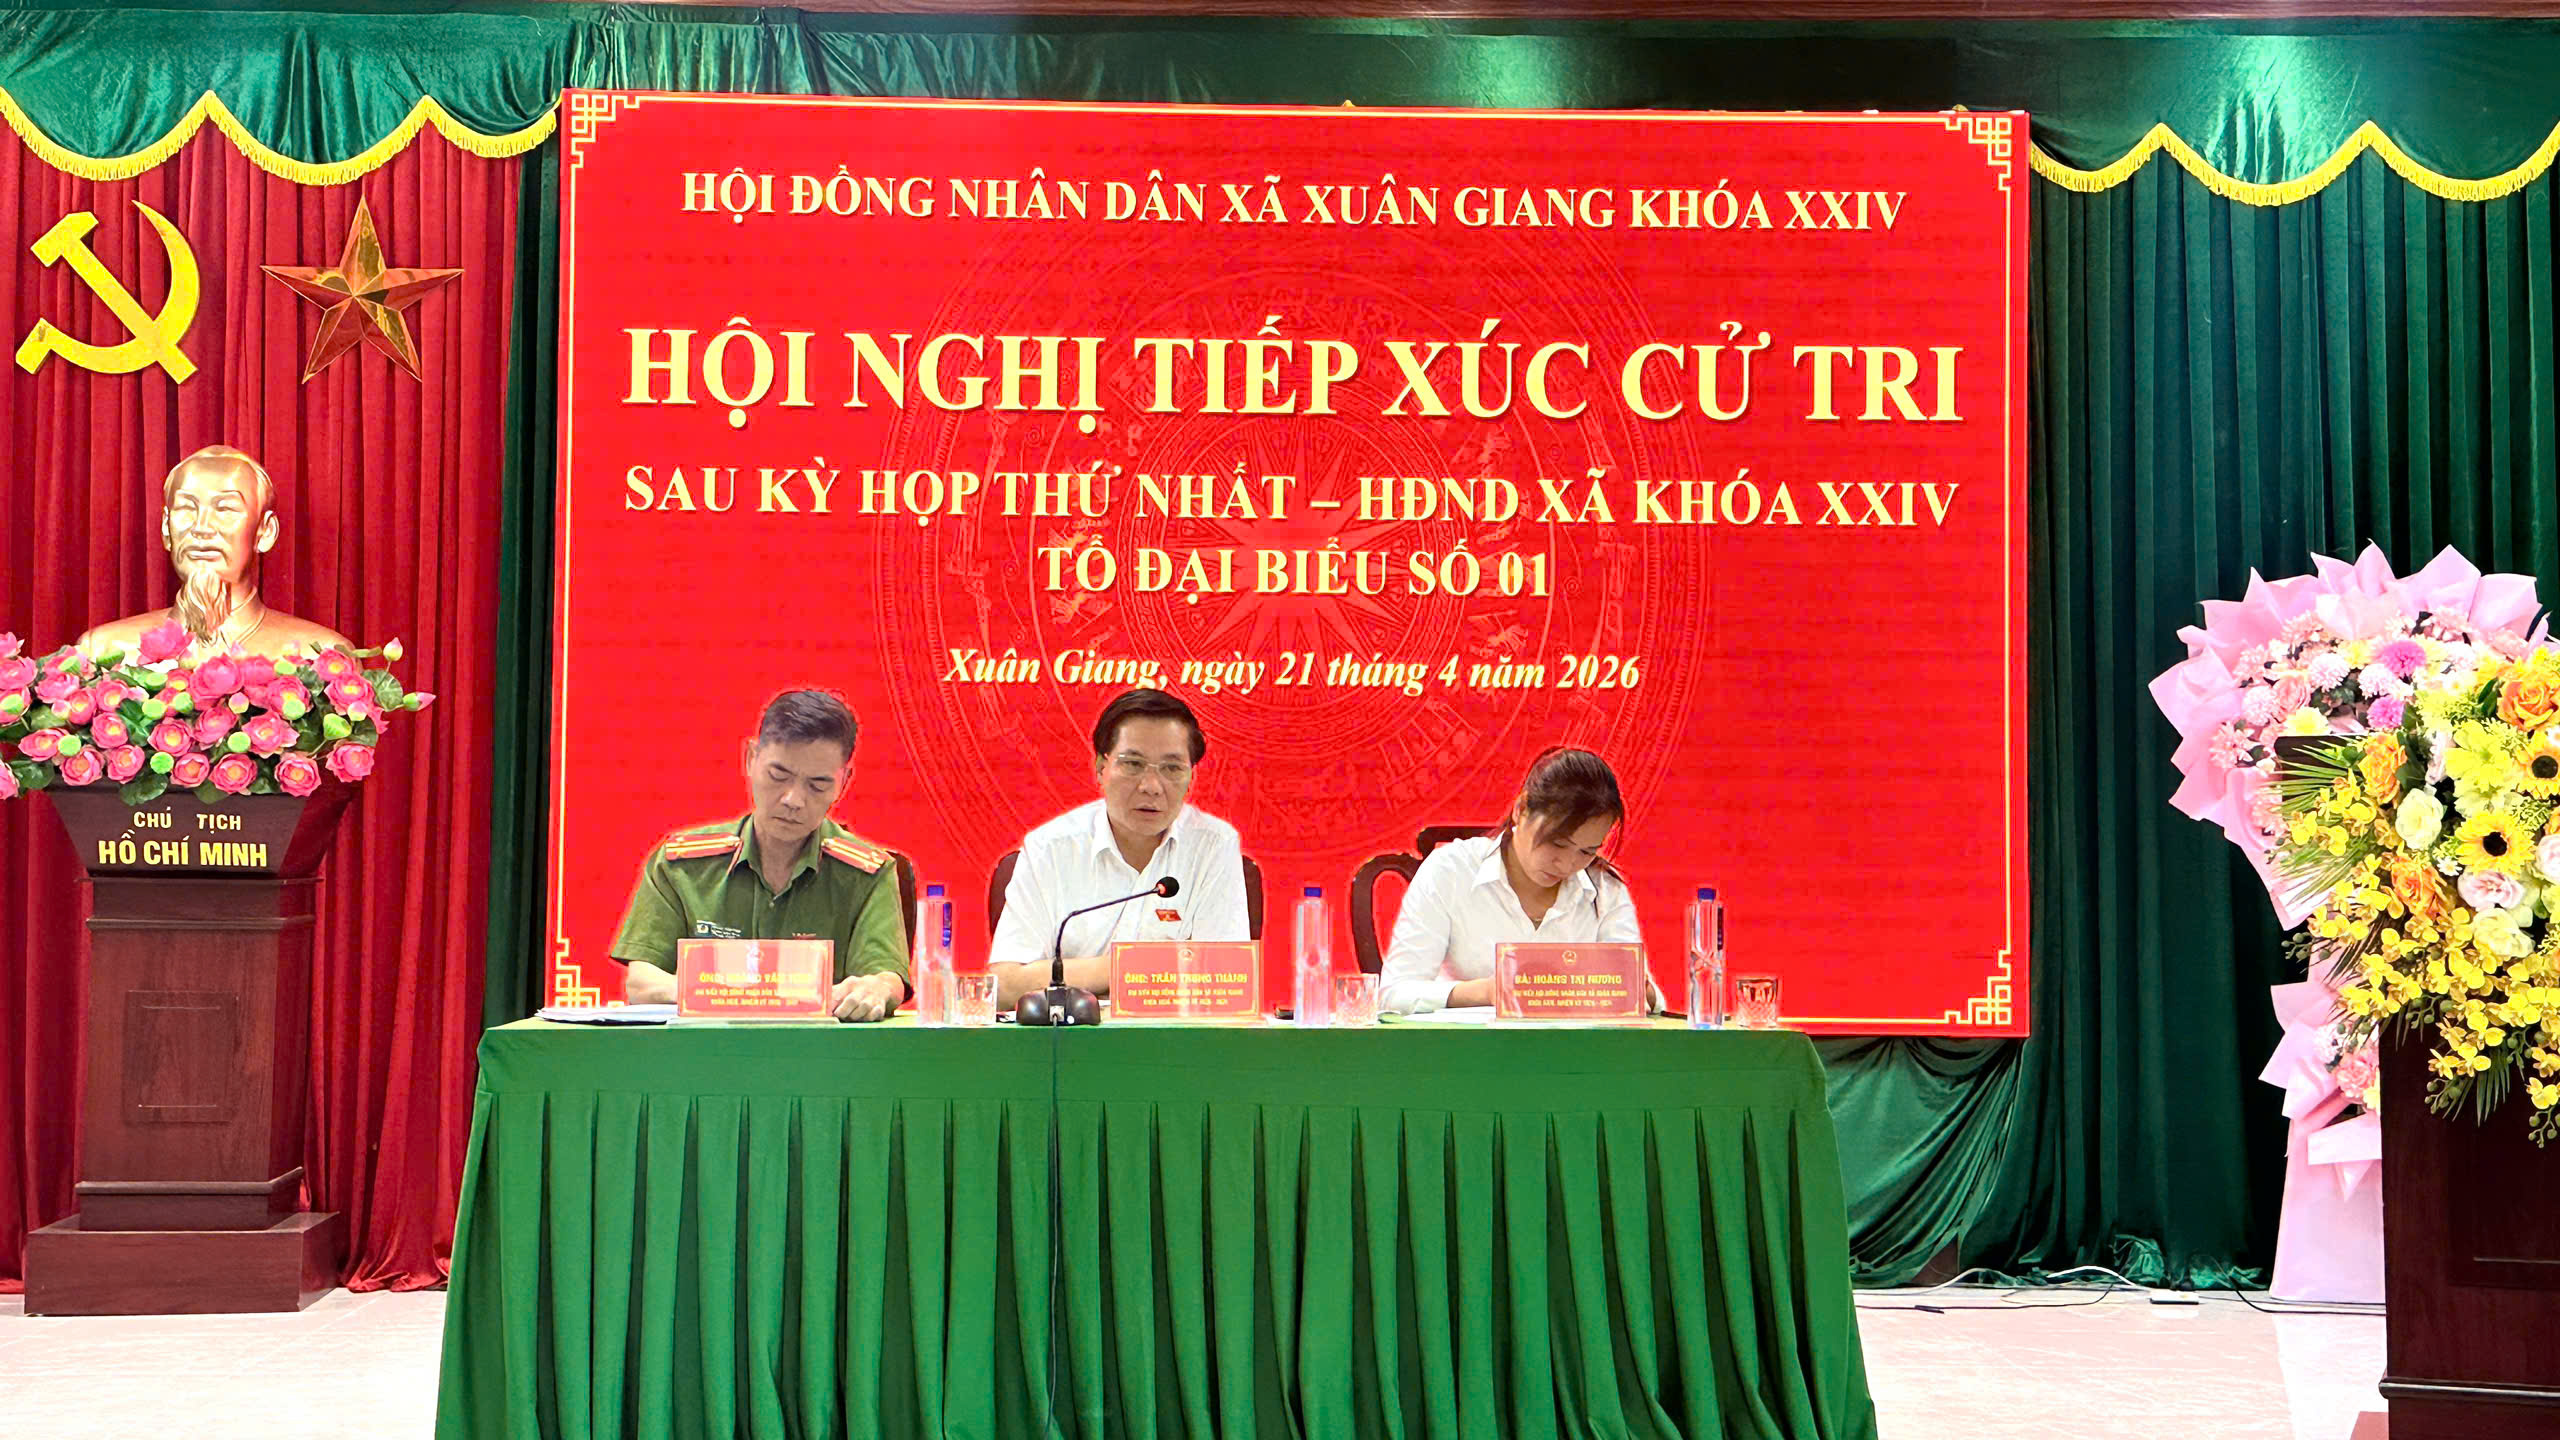 HỘI ĐỒNG NHÂN DÂN XÃ XUÂN GIANG KHÓA XXIV
HỘI NGHỊ TIẾP XÚC CỬ TRI
SAU KỲ HỌP THỨ NHẤT – HĐND XÃ KHÓA XXIV
TỔ ĐẠI BIỂU SỐ 01
Xuân Giang, ngày 21 tháng 4 năm 2026
CHỦ TỊCH
HỒ CHÍ MINH
ÔNG: TRẦN TRUNG THÀNH
BÀ: HOÀNG THỊ HƯƠNG